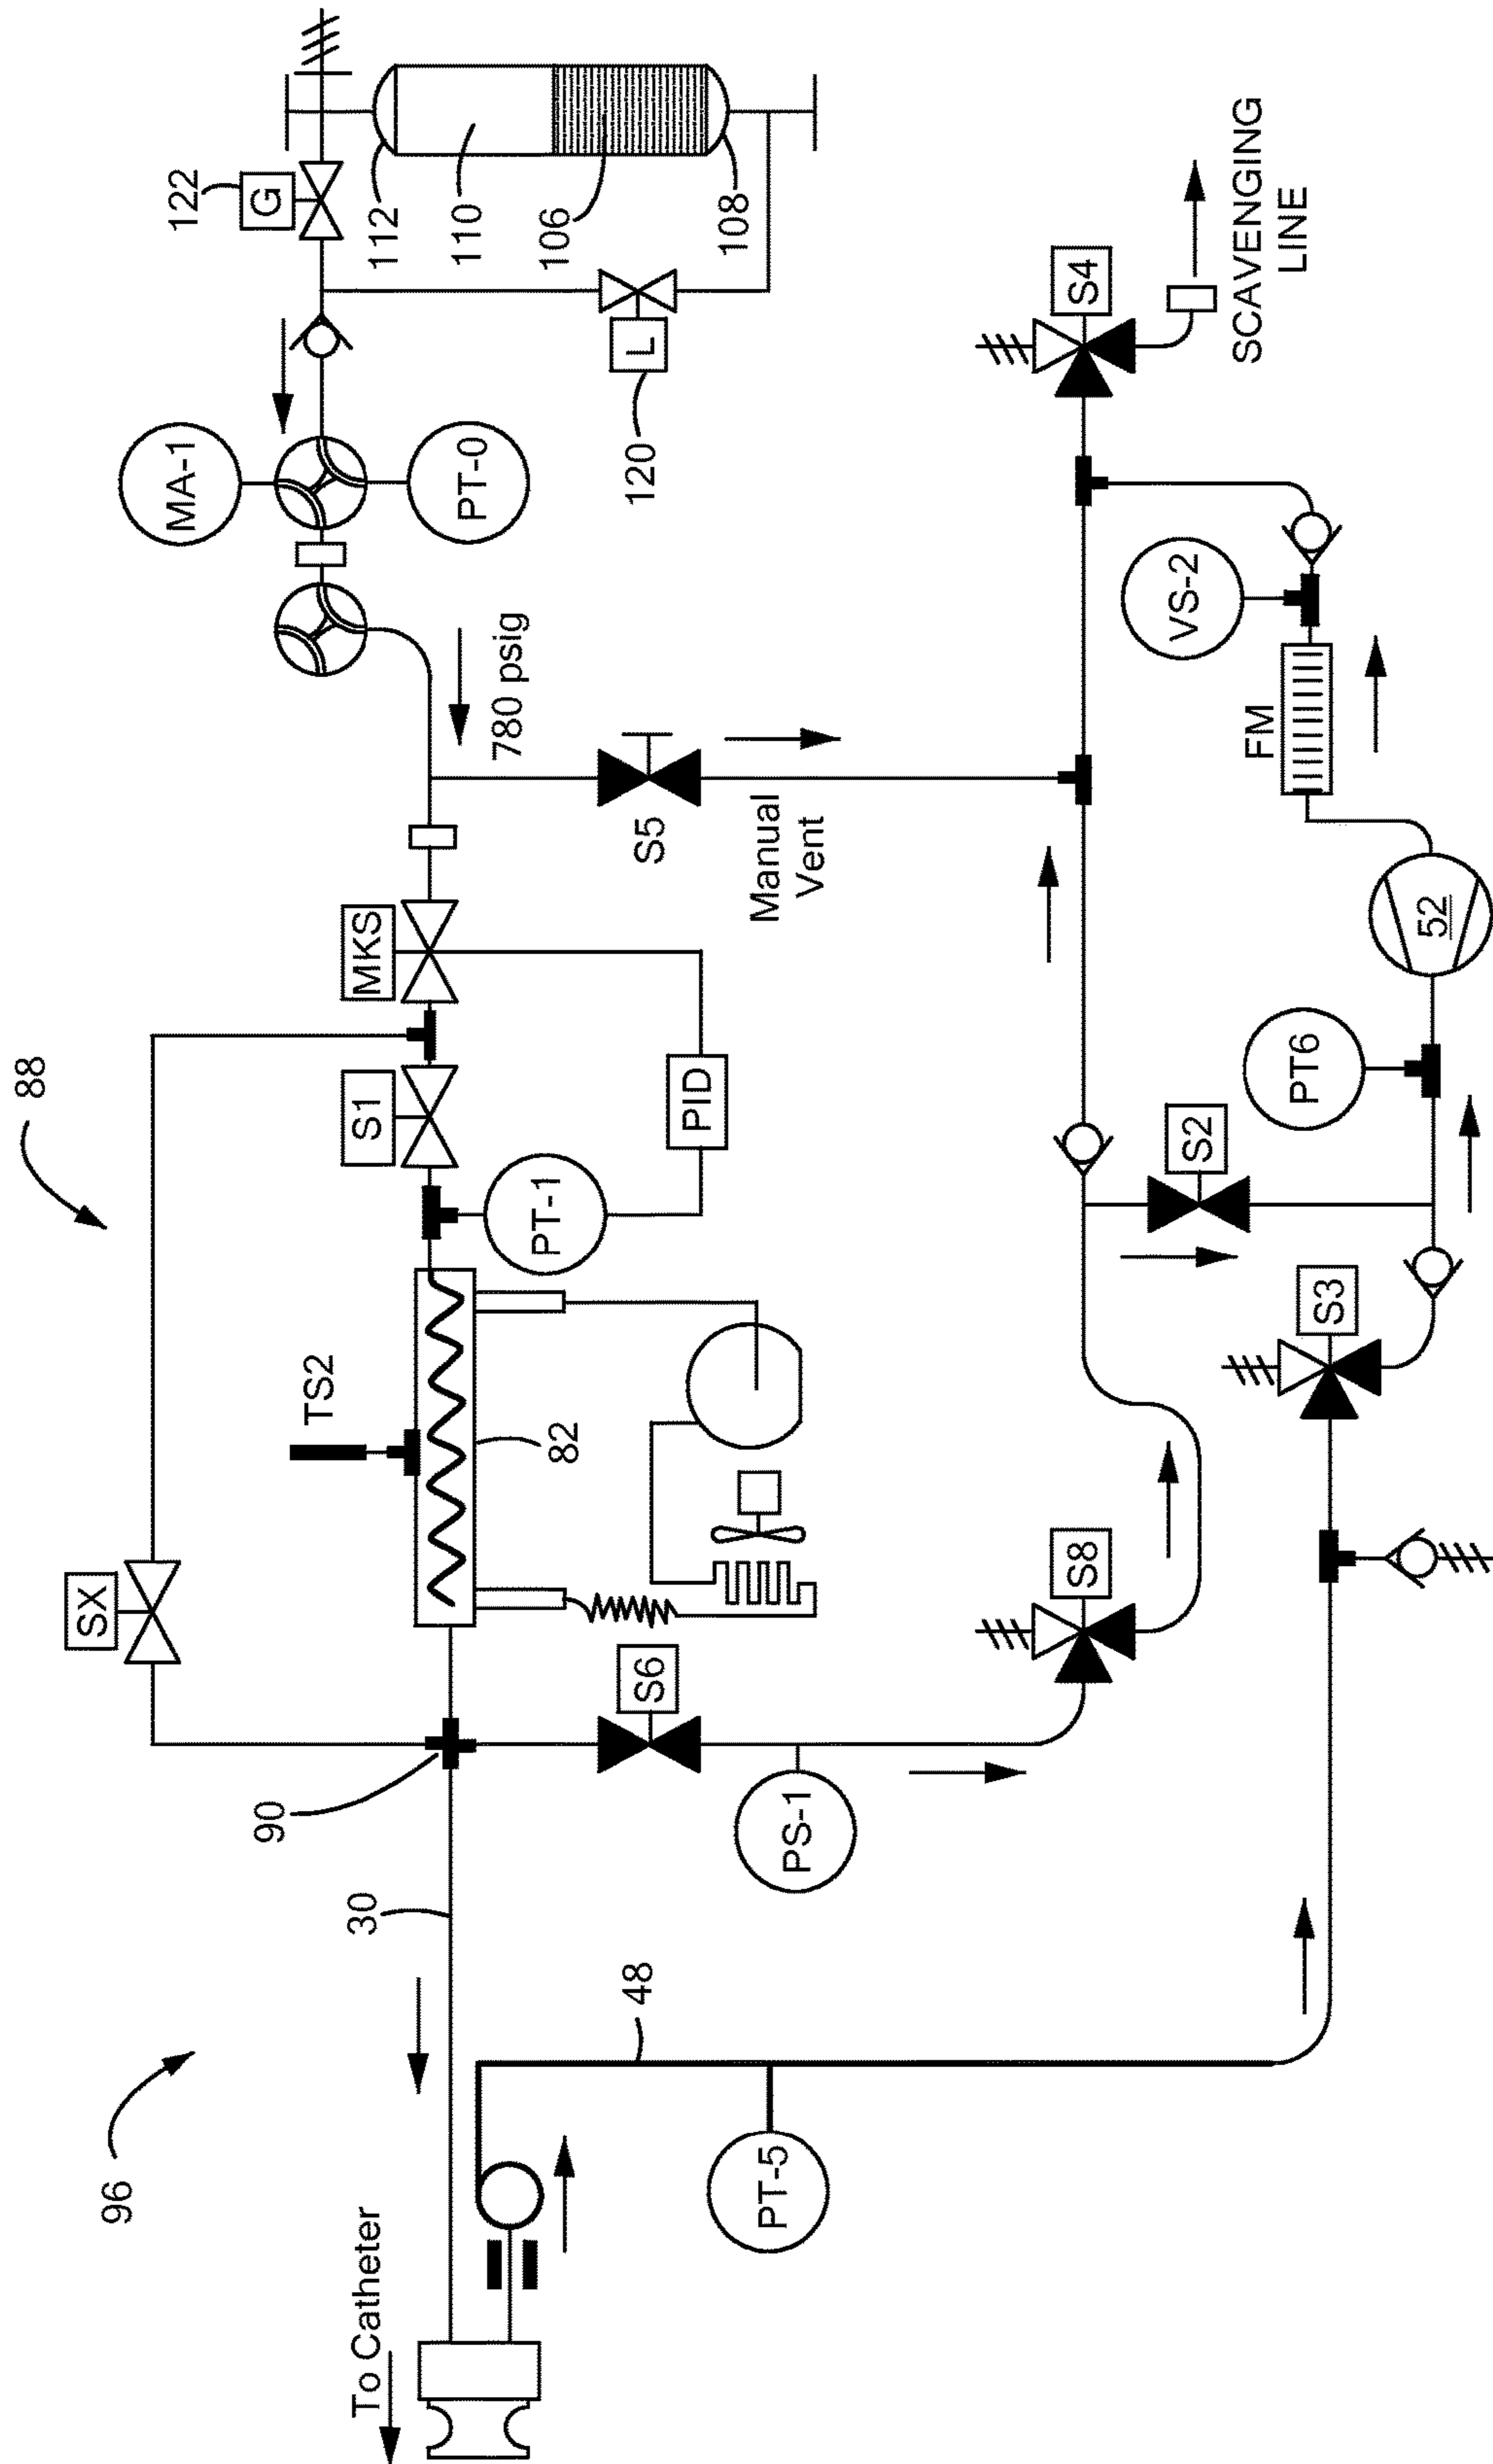 88
SX
96
MA-1
122
G
90
TS2
30
To Catheter
S1
MKS
112
110
PT-0
780 psig
PT-1
106
82
48
L
120
S6
S5
PID
108
Manual
Vent
PT-5
PS-1
S8
S4
VS-2
S2
SCAVENGING
LINE
FM
PT6
S3
52